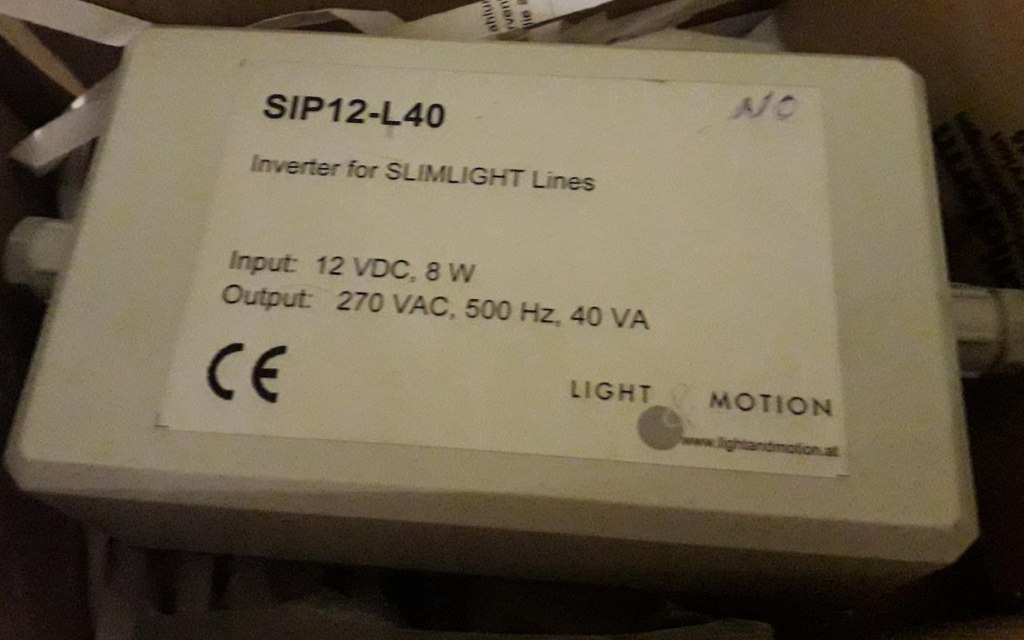 SIP12-L40
Inverter for SLIMLIGHT Lines
Input: 12 VDC, 8 W
Output: 270 VAC, 500 Hz, 40 VA
CE
LIGHT & MOTION
www.lightandmotion.at